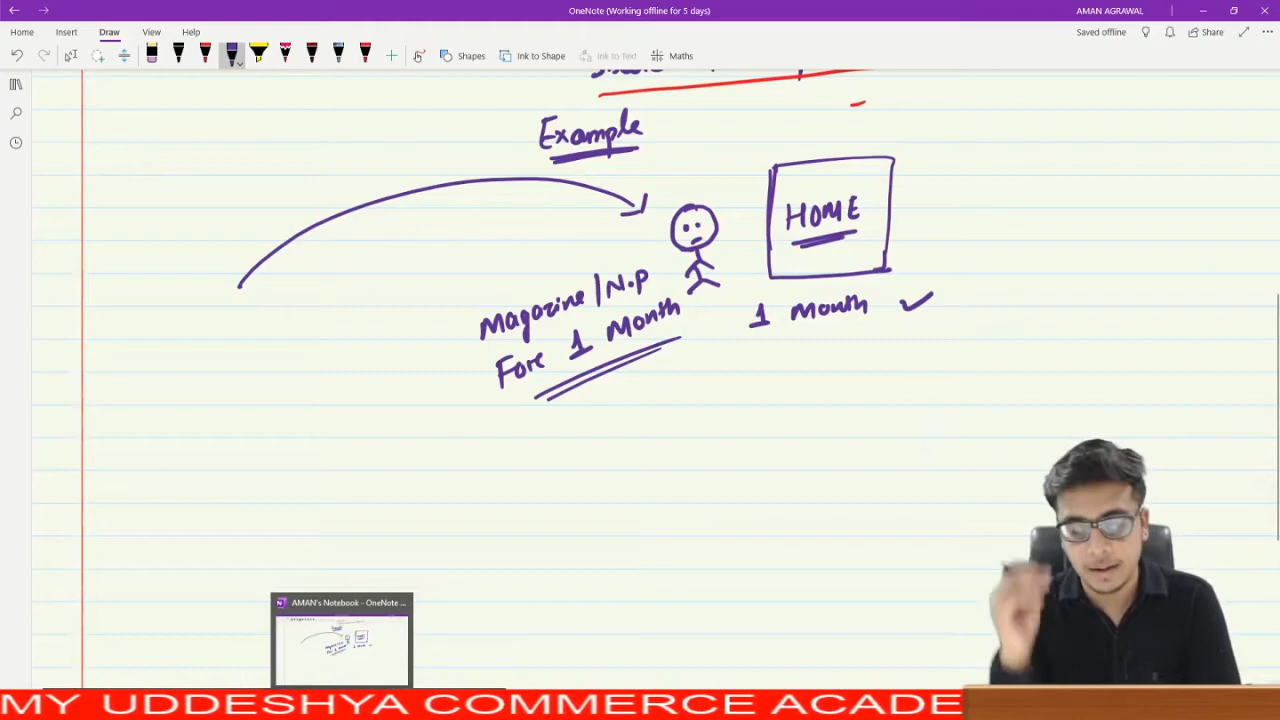 OneNote (Working offline for 5 days)
AMAN AGRAWAL
Home Insert Draw View Help
Saved offline Share
Shapes Ink to Shape Ink to Text Maths
Example
HOME
Magazine / N.P
Fore 1 Month
1 Month
AMAN's Notebook - OneNote ...
MY UDDESHYA COMMERCE ACADE